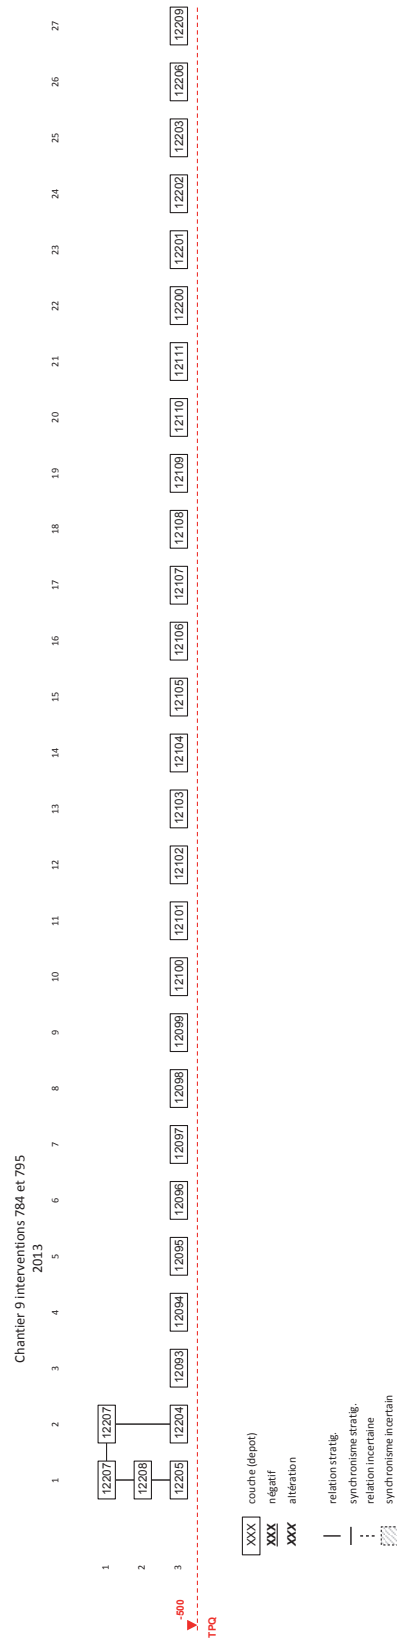 Chantier 9 interventions 784 et 795
2013
1 2 3 4 5 6 7 8 9 10 11 12 13 14 15 16 17 18 19 20 21 22 23 24 25 26 27
1 12207 12207
2 12208
3 12205 12204 12093 12094 12095 12096 12097 12098 12099 12100 12101 12102 12103 12104 12105 12106 12107 12108 12109 12110 12111 12200 12201 12202 12203 12206 12209
-500
TPQ
XXX couche (depot)
XXX négatif
XXX altération
relation stratig.
synchronisme stratig.
relation incertaine
synchronisme incertain